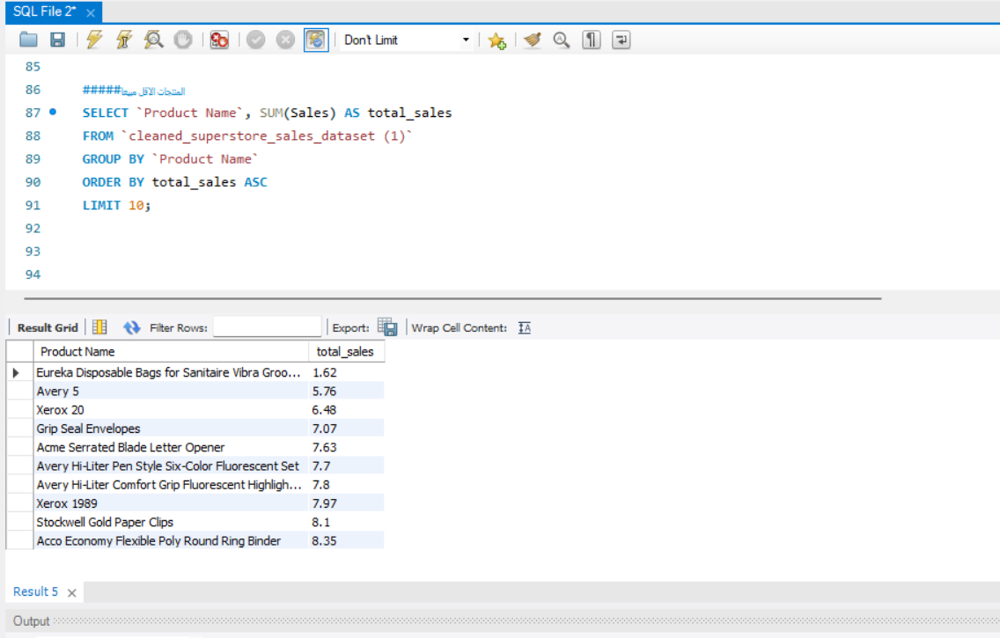 SQL File 2*
Don't Limit
85
86 #####المنتجات الاقل مبيعا
87 SELECT `Product Name`, SUM(Sales) AS total_sales
88 FROM `cleaned_superstore_sales_dataset (1)`
89 GROUP BY `Product Name`
90 ORDER BY total_sales ASC
91 LIMIT 10;
92
93
94
Result Grid Filter Rows: Export: Wrap Cell Content:
Product Name total_sales
Eureka Disposable Bags for Sanitaire Vibra Groo... 1.62
Avery 5 5.76
Xerox 20 6.48
Grip Seal Envelopes 7.07
Acme Serrated Blade Letter Opener 7.63
Avery Hi-Liter Pen Style Six-Color Fluorescent Set 7.7
Avery Hi-Liter Comfort Grip Fluorescent Highligh... 7.8
Xerox 1989 7.97
Stockwell Gold Paper Clips 8.1
Acco Economy Flexible Poly Round Ring Binder 8.35
Result 5
Output